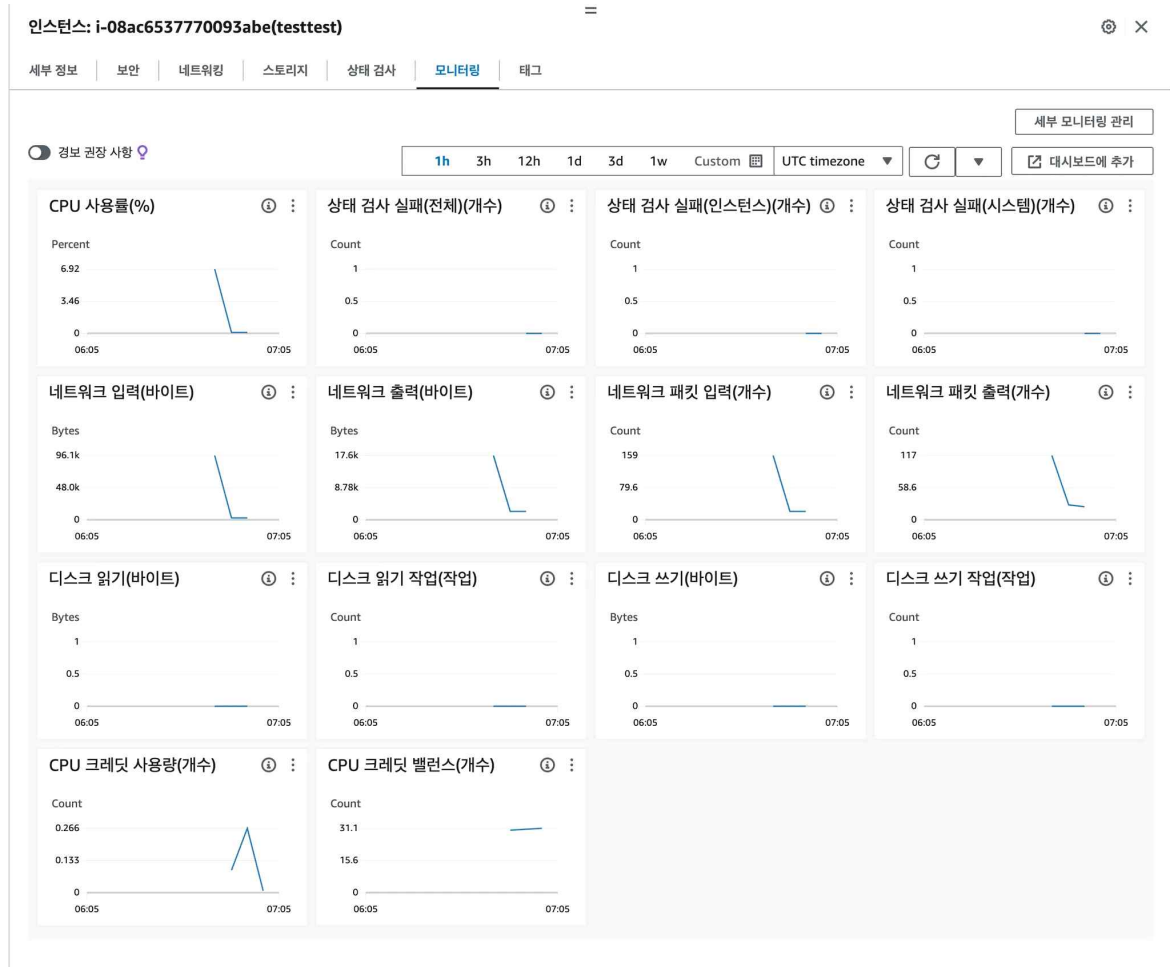 인스턴스: i-08ac6537770093abe(testtest)
세부 정보 보안 네트워킹 스토리지 상태 검사 모니터링 태그
세부 모니터링 관리
경보 권장 사항 1h 3h 12h 1d 3d 1w Custom UTC timezone 대시보드에 추가
CPU 사용률(%)
Percent
6.92
3.46
0
06:05 07:05
상태 검사 실패(전체)(개수)
Count
1
0.5
0
06:05 07:05
상태 검사 실패(인스턴스)(개수)
Count
1
0.5
0
06:05 07:05
상태 검사 실패(시스템)(개수)
Count
1
0.5
0
06:05 07:05
네트워크 입력(바이트)
Bytes
96.1k
48.0k
0
06:05 07:05
네트워크 출력(바이트)
Bytes
17.6k
8.78k
0
06:05 07:05
네트워크 패킷 입력(개수)
Count
159
79.6
0
06:05 07:05
네트워크 패킷 출력(개수)
Count
117
58.6
0
06:05 07:05
디스크 읽기(바이트)
Bytes
1
0.5
0
06:05 07:05
디스크 읽기 작업(작업)
Count
1
0.5
0
06:05 07:05
디스크 쓰기(바이트)
Bytes
1
0.5
0
06:05 07:05
디스크 쓰기 작업(작업)
Count
1
0.5
0
06:05 07:05
CPU 크레딧 사용량(개수)
Count
0.266
0.133
0
06:05 07:05
CPU 크레딧 밸런스(개수)
Count
31.1
15.6
0
06:05 07:05